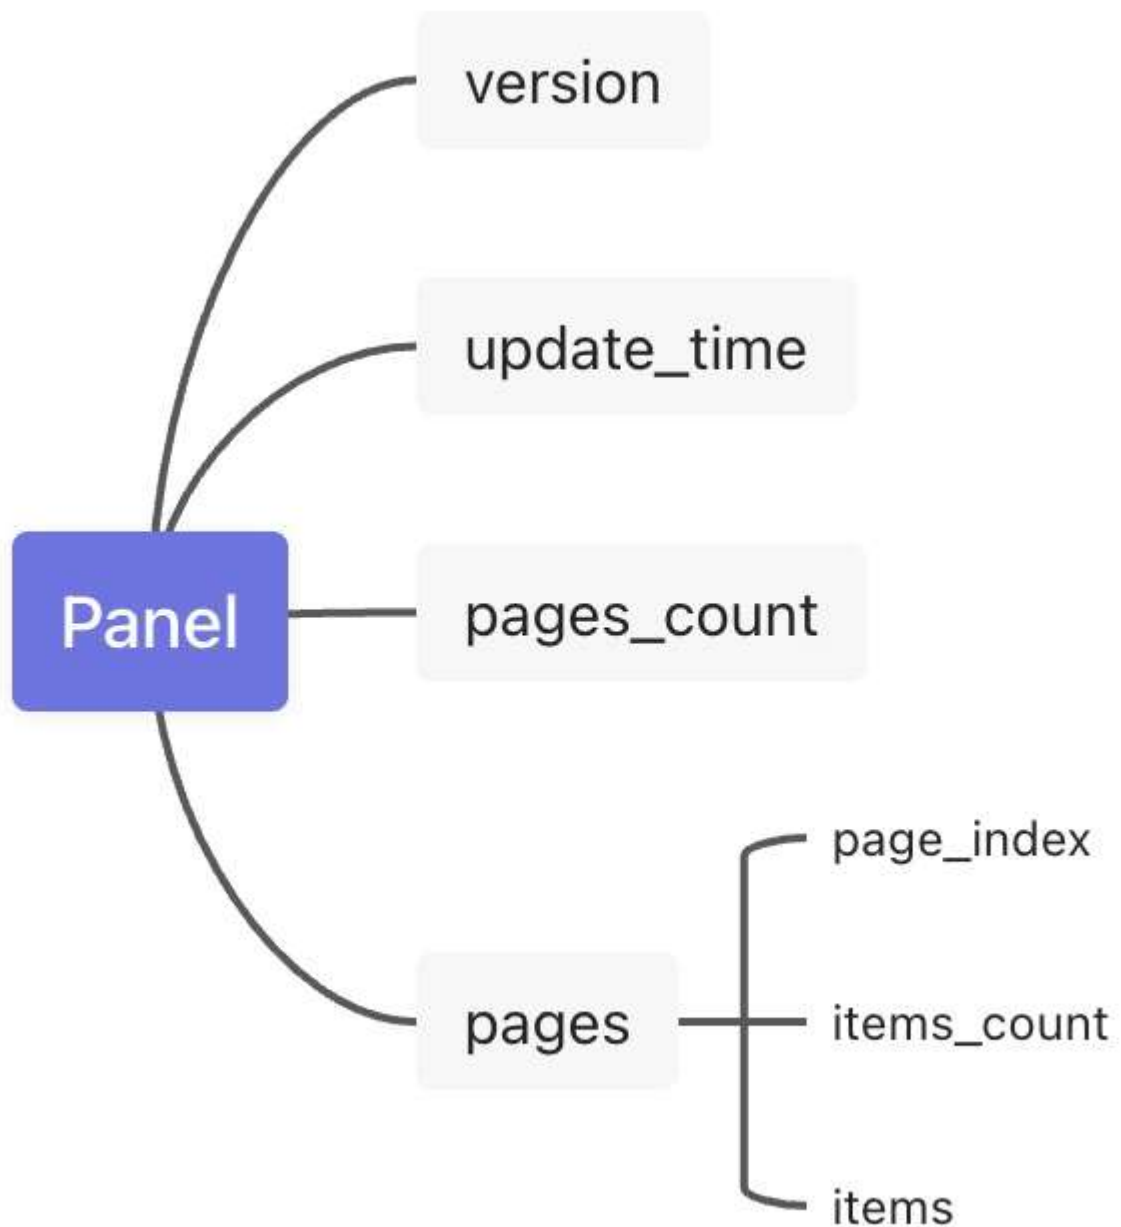 version
update_time
Panel
pages_count
page_index
pages
items_count
items